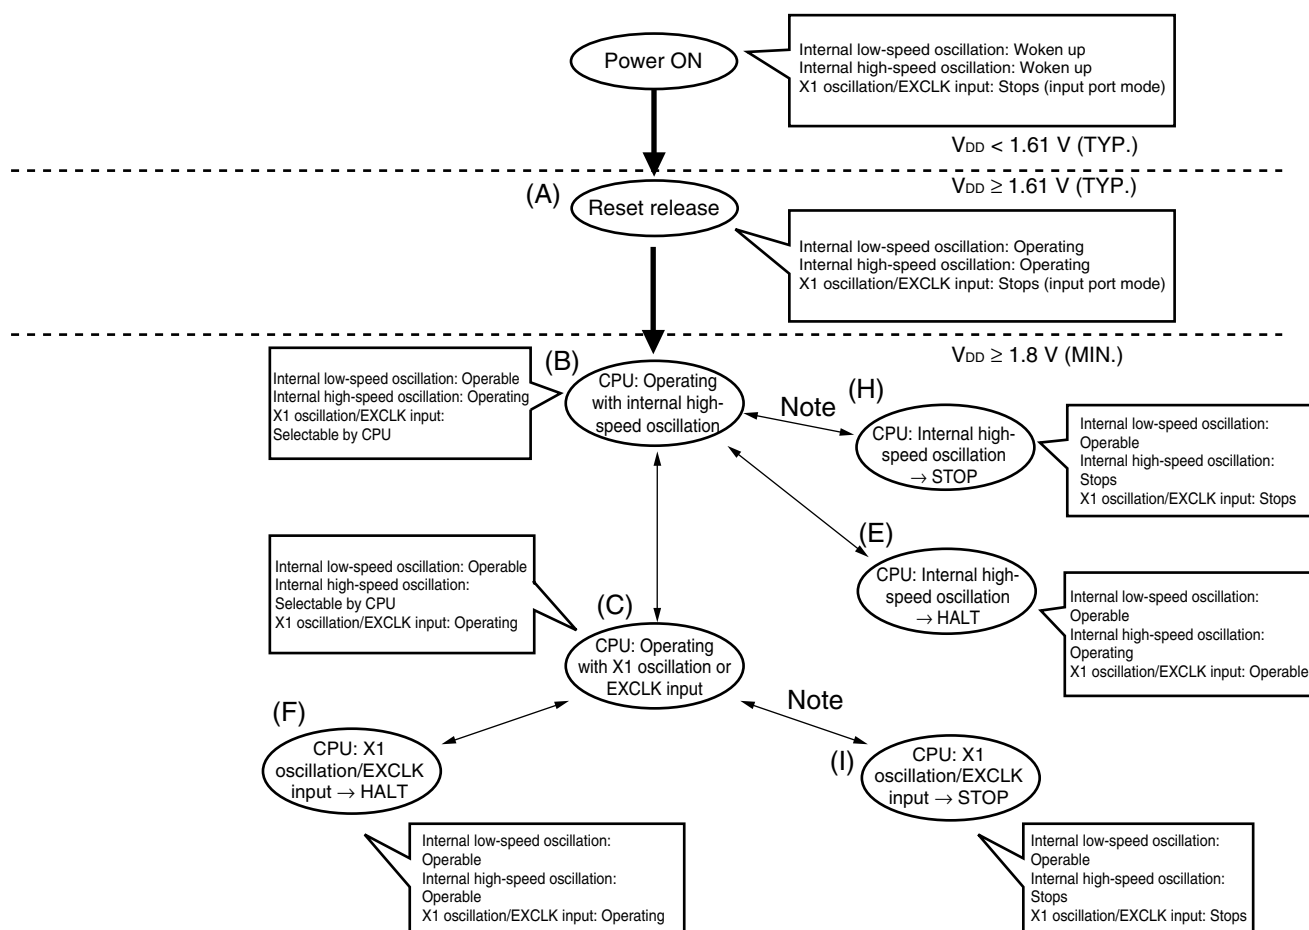 Power ON
Internal low-speed oscillation: Woken up
Internal high-speed oscillation: Woken up
X1 oscillation/EXCLK input: Stops (input port mode)
VDD < 1.61 V (TYP.)
VDD ≥ 1.61 V (TYP.)
(A)
Reset release
Internal low-speed oscillation: Operating
Internal high-speed oscillation: Operating
X1 oscillation/EXCLK input: Stops (input port mode)
VDD ≥ 1.8 V (MIN.)
(B)
CPU: Operating
with internal high-
speed oscillation
Internal low-speed oscillation: Operable
Internal high-speed oscillation: Operating
X1 oscillation/EXCLK input:
Selectable by CPU
Note
(H)
CPU: Internal high-
speed oscillation
→ STOP
Internal low-speed oscillation:
Operable
Internal high-speed oscillation:
Stops
X1 oscillation/EXCLK input: Stops
(E)
CPU: Internal high-
speed oscillation
→ HALT
Internal low-speed oscillation:
Operable
Internal high-speed oscillation:
Operating
X1 oscillation/EXCLK input: Operable
Internal low-speed oscillation: Operable
Internal high-speed oscillation:
Selectable by CPU
X1 oscillation/EXCLK input: Operating
(C)
CPU: Operating
with X1 oscillation or
EXCLK input
Note
(F)
CPU: X1
oscillation/EXCLK
input → HALT
(I)
CPU: X1
oscillation/EXCLK
input → STOP
Internal low-speed oscillation:
Operable
Internal high-speed oscillation:
Operable
X1 oscillation/EXCLK input: Operating
Internal low-speed oscillation:
Operable
Internal high-speed oscillation:
Stops
X1 oscillation/EXCLK input: Stops